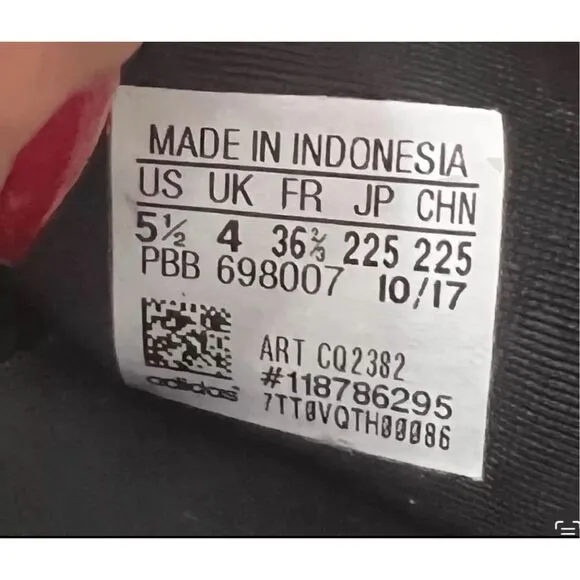 MADE IN INDONESIA
US UK FR JP CHN
5½ 4 36⅔ 225 225
PBB 698007 10/17
ART CQ2382
adidas #118786295
7TT0VQTH00086